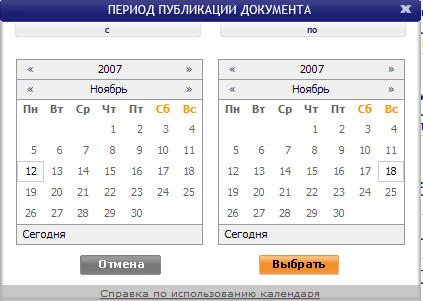 ПЕРИОД ПУБЛИКАЦИИ ДОКУМЕНТА
с по
« 2007 » « 2007 »
« Ноябрь » « Ноябрь »
Пн Вт Ср Чт Пт Сб Вс Пн Вт Ср Чт Пт Сб Вс
1 2 3 4 1 2 3 4
5 6 7 8 9 10 11 5 6 7 8 9 10 11
12 13 14 15 16 17 18 12 13 14 15 16 17 18
19 20 21 22 23 24 25 19 20 21 22 23 24 25
26 27 28 29 30 26 27 28 29 30
Сегодня Сегодня
Отмена Выбрать
Справка по использованию календаря